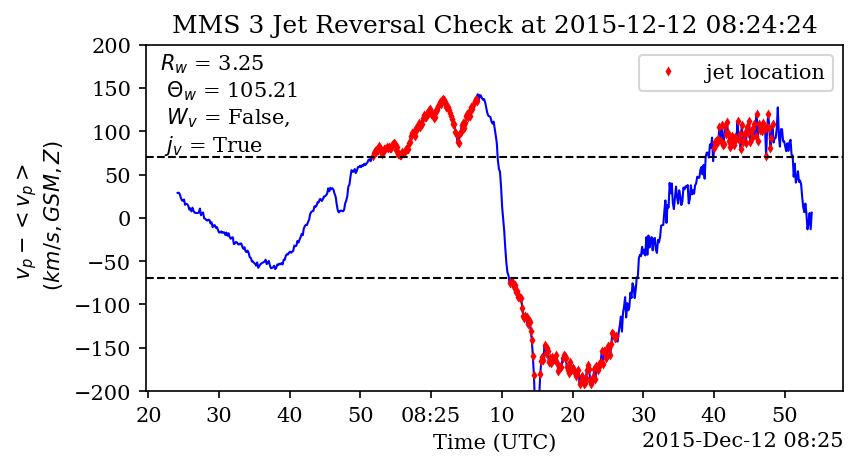 MMS 3 Jet Reversal Check at 2015-12-12 08:24:24
R_w = 3.25
Θ_w = 105.21
W_v = False,
j_v = True
jet location
v_p − < v_p >
(km/s, GSM, Z)
200
150
100
50
0
−50
−100
−150
−200
20 30 40 50 08:25 10 20 30 40 50
Time (UTC)
2015-Dec-12 08:25